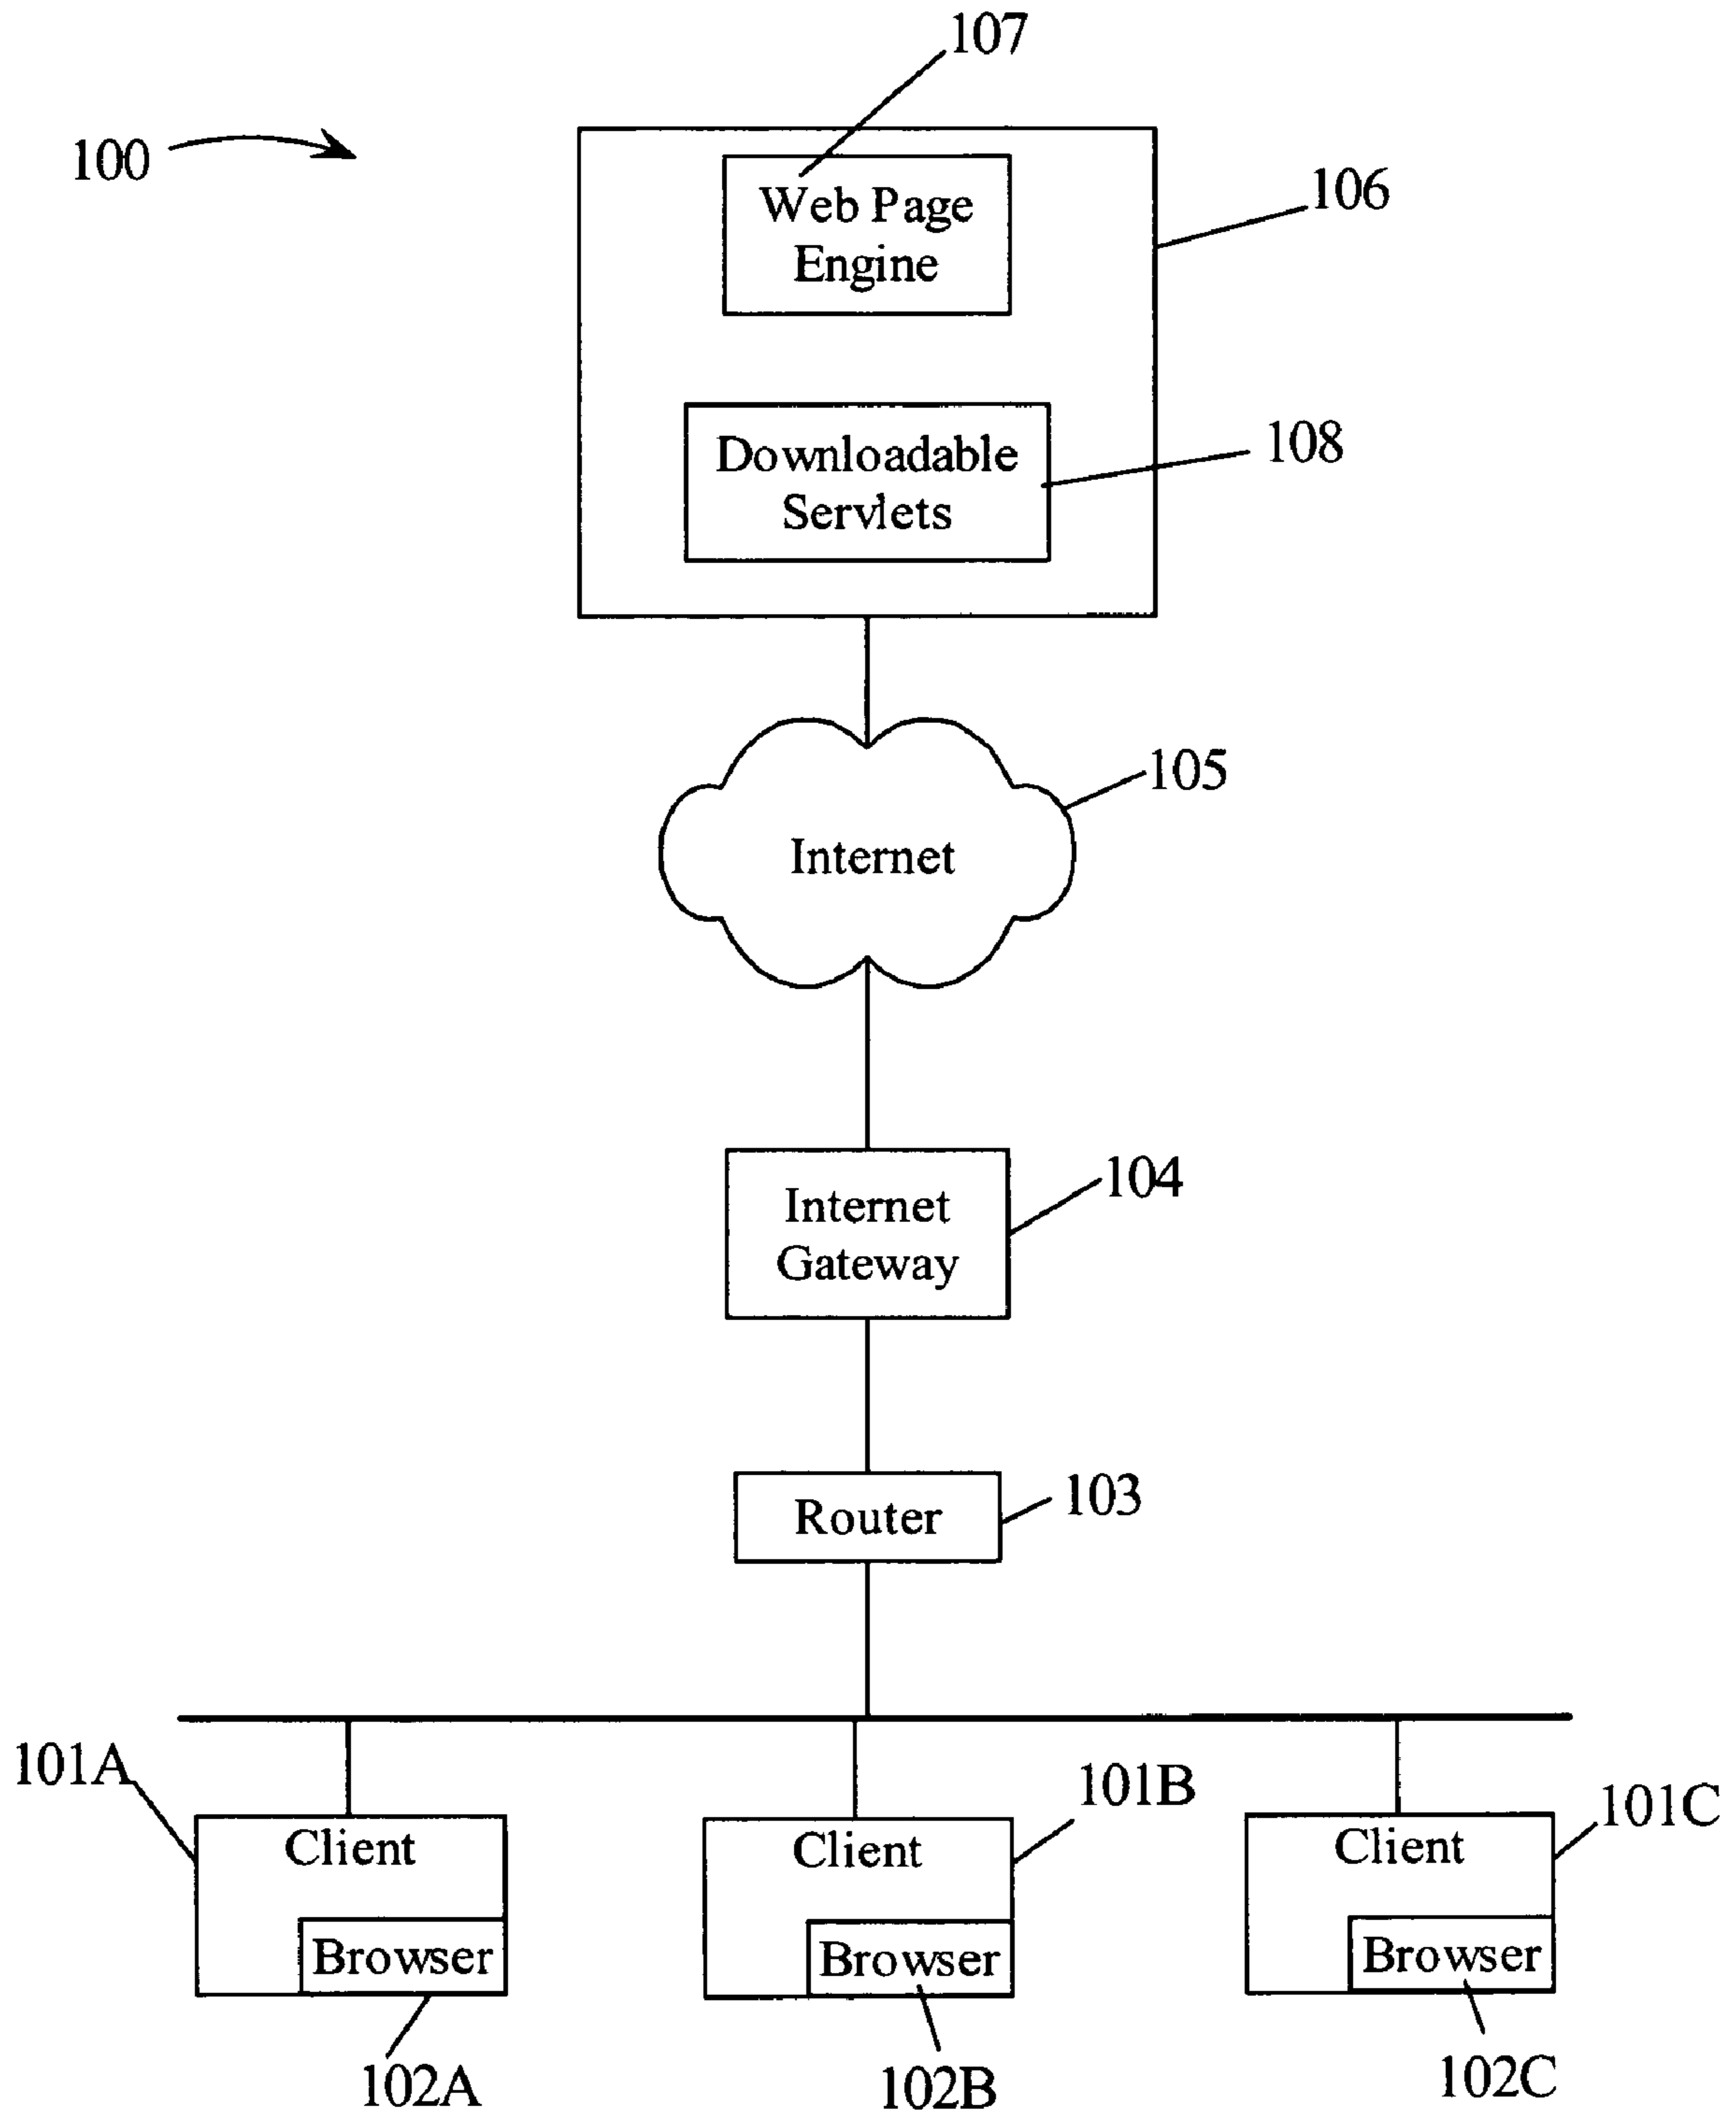 107
100
Web Page
Engine
106
Downloadable
Servlets
108
105
Internet
104
Internet
Gateway
103
Router
101A
101B
101C
Client
Client
Client
Browser
Browser
Browser
102A
102B
102C